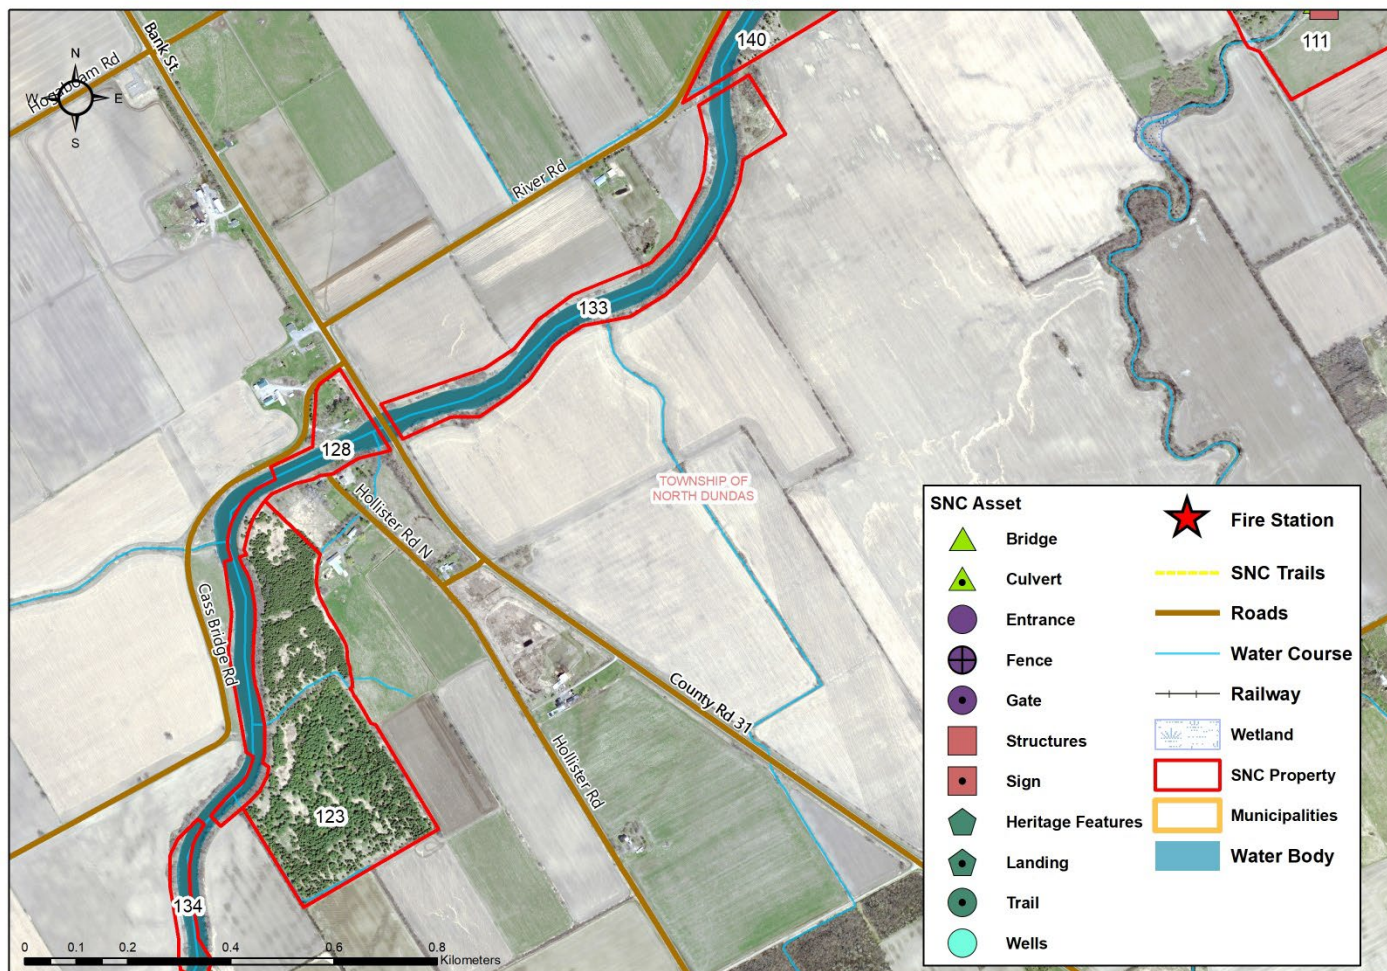 140
111
Bank St
Hogaboam Rd
N
W
E
S
River Rd
133
128
TOWNSHIP OF
NORTH DUNDAS
Hollister Rd N
Cass Bridge Rd
County Rd 31
Hollister Rd
123
134
0 0.1 0.2 0.4 0.6 0.8
Kilometers
SNC Asset
Bridge
Culvert
Entrance
Fence
Gate
Structures
Sign
Heritage Features
Landing
Trail
Wells
Fire Station
SNC Trails
Roads
Water Course
Railway
Wetland
SNC Property
Municipalities
Water Body